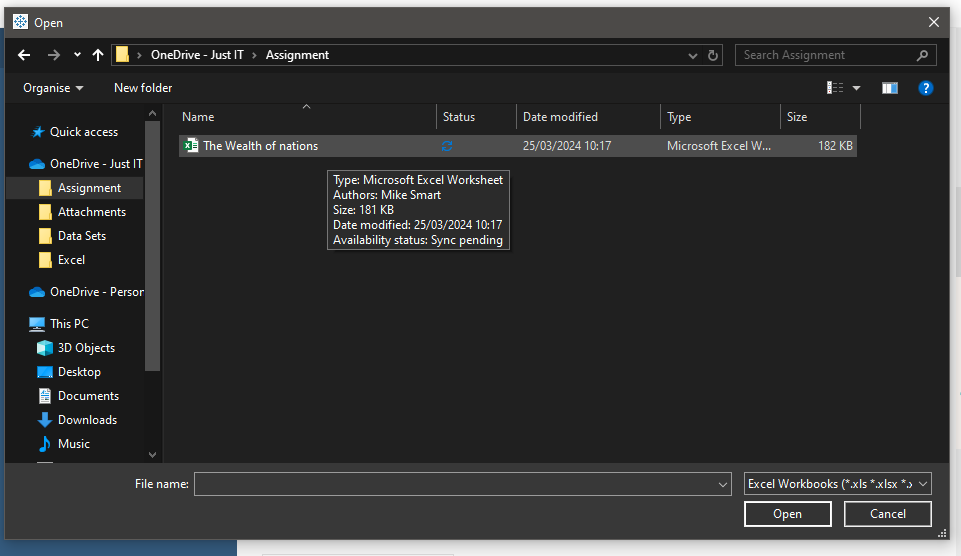 Open
OneDrive - Just IT > Assignment
Search Assignment
Organise
New folder
Name
Status
Date modified
Type
Size
Quick access
OneDrive - Just IT
Assignment
Attachments
Data Sets
Excel
OneDrive - Person
This PC
3D Objects
Desktop
Documents
Downloads
Music
The Wealth of nations
25/03/2024 10:17
Microsoft Excel W...
182 KB
Type: Microsoft Excel Worksheet
Authors: Mike Smart
Size: 181 KB
Date modified: 25/03/2024 10:17
Availability status: Sync pending
File name:
Excel Workbooks (*.xls *.xlsx *.x
Open
Cancel